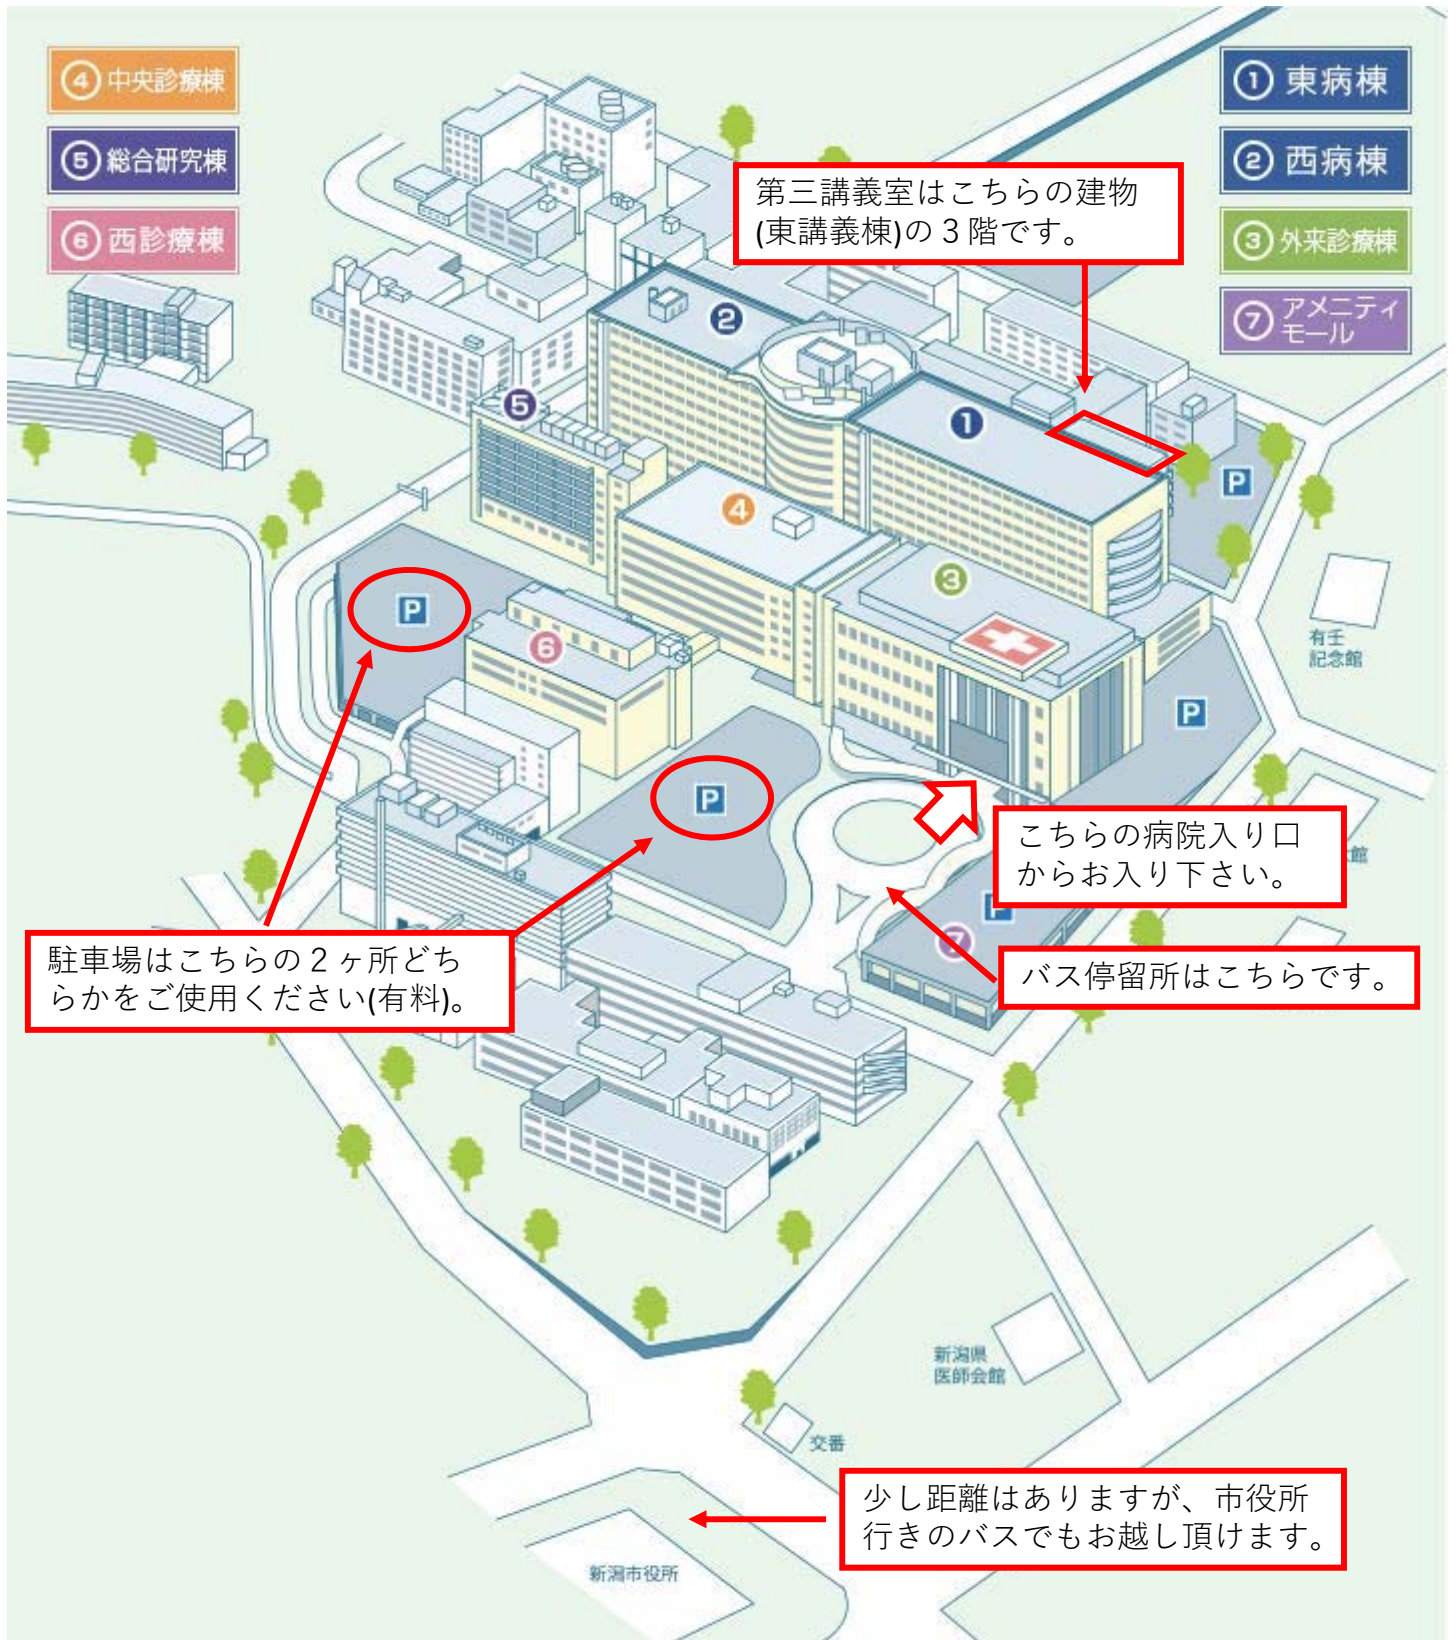 ④中央診療棟
⑤総合研究棟
⑥西診療棟
①東病棟
②西病棟
③外来診療棟
⑦アメニティ
モール
第三講義室はこちらの建物
(東講義棟)の３階です。
2
5
1
4
P
3
P
有壬
記念館
6
P
P
こちらの病院入り口
からお入り下さい。
館
P
7
駐車場はこちらの２ヶ所どち
らかをご使用ください(有料)。
バス停留所はこちらです。
新潟県
医師会館
交番
少し距離はありますが、市役所
行きのバスでもお越し頂けます。
新潟市役所